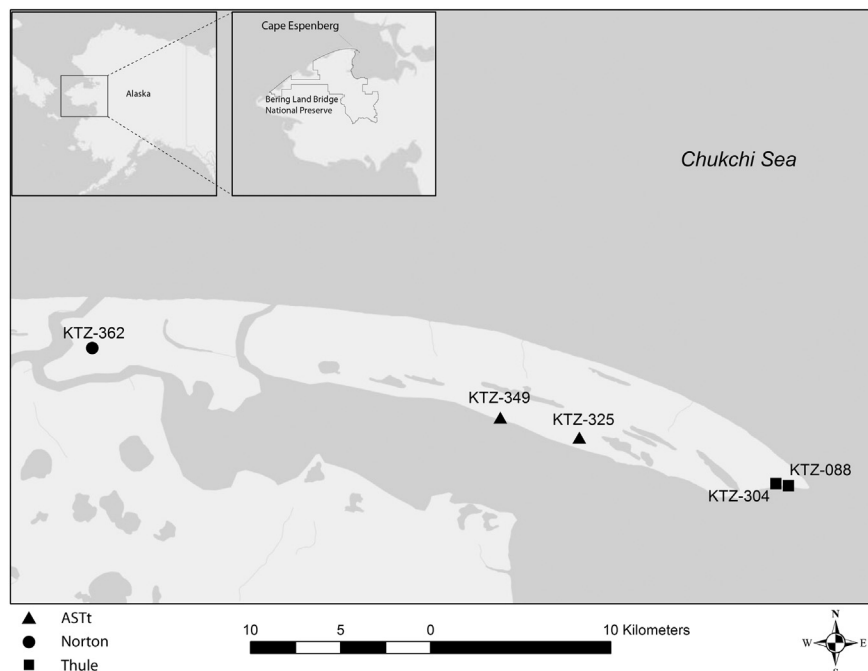 Cape Espenberg
Alaska
Bering Land Bridge
National Preserve
Chukchi Sea
KTZ-362
KTZ-349
KTZ-325
KTZ-088
KTZ-304
ASTt
Norton
Thule
10 5 0 10 Kilometers
N
W E